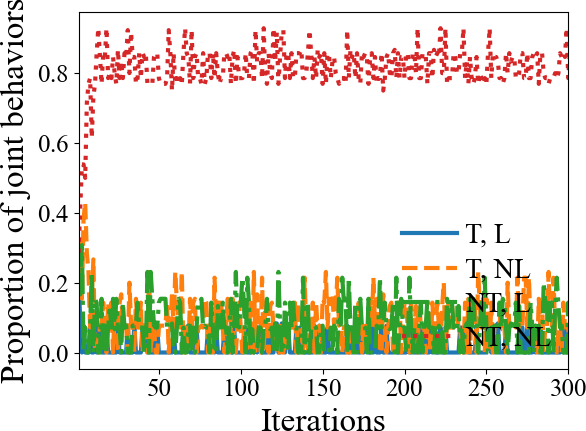 Proportion of joint behaviors
0.8
0.6
0.4
0.2
0.0
T, L
T, NL
NT, L
NT, NL
50
100
150
200
250
300
Iterations